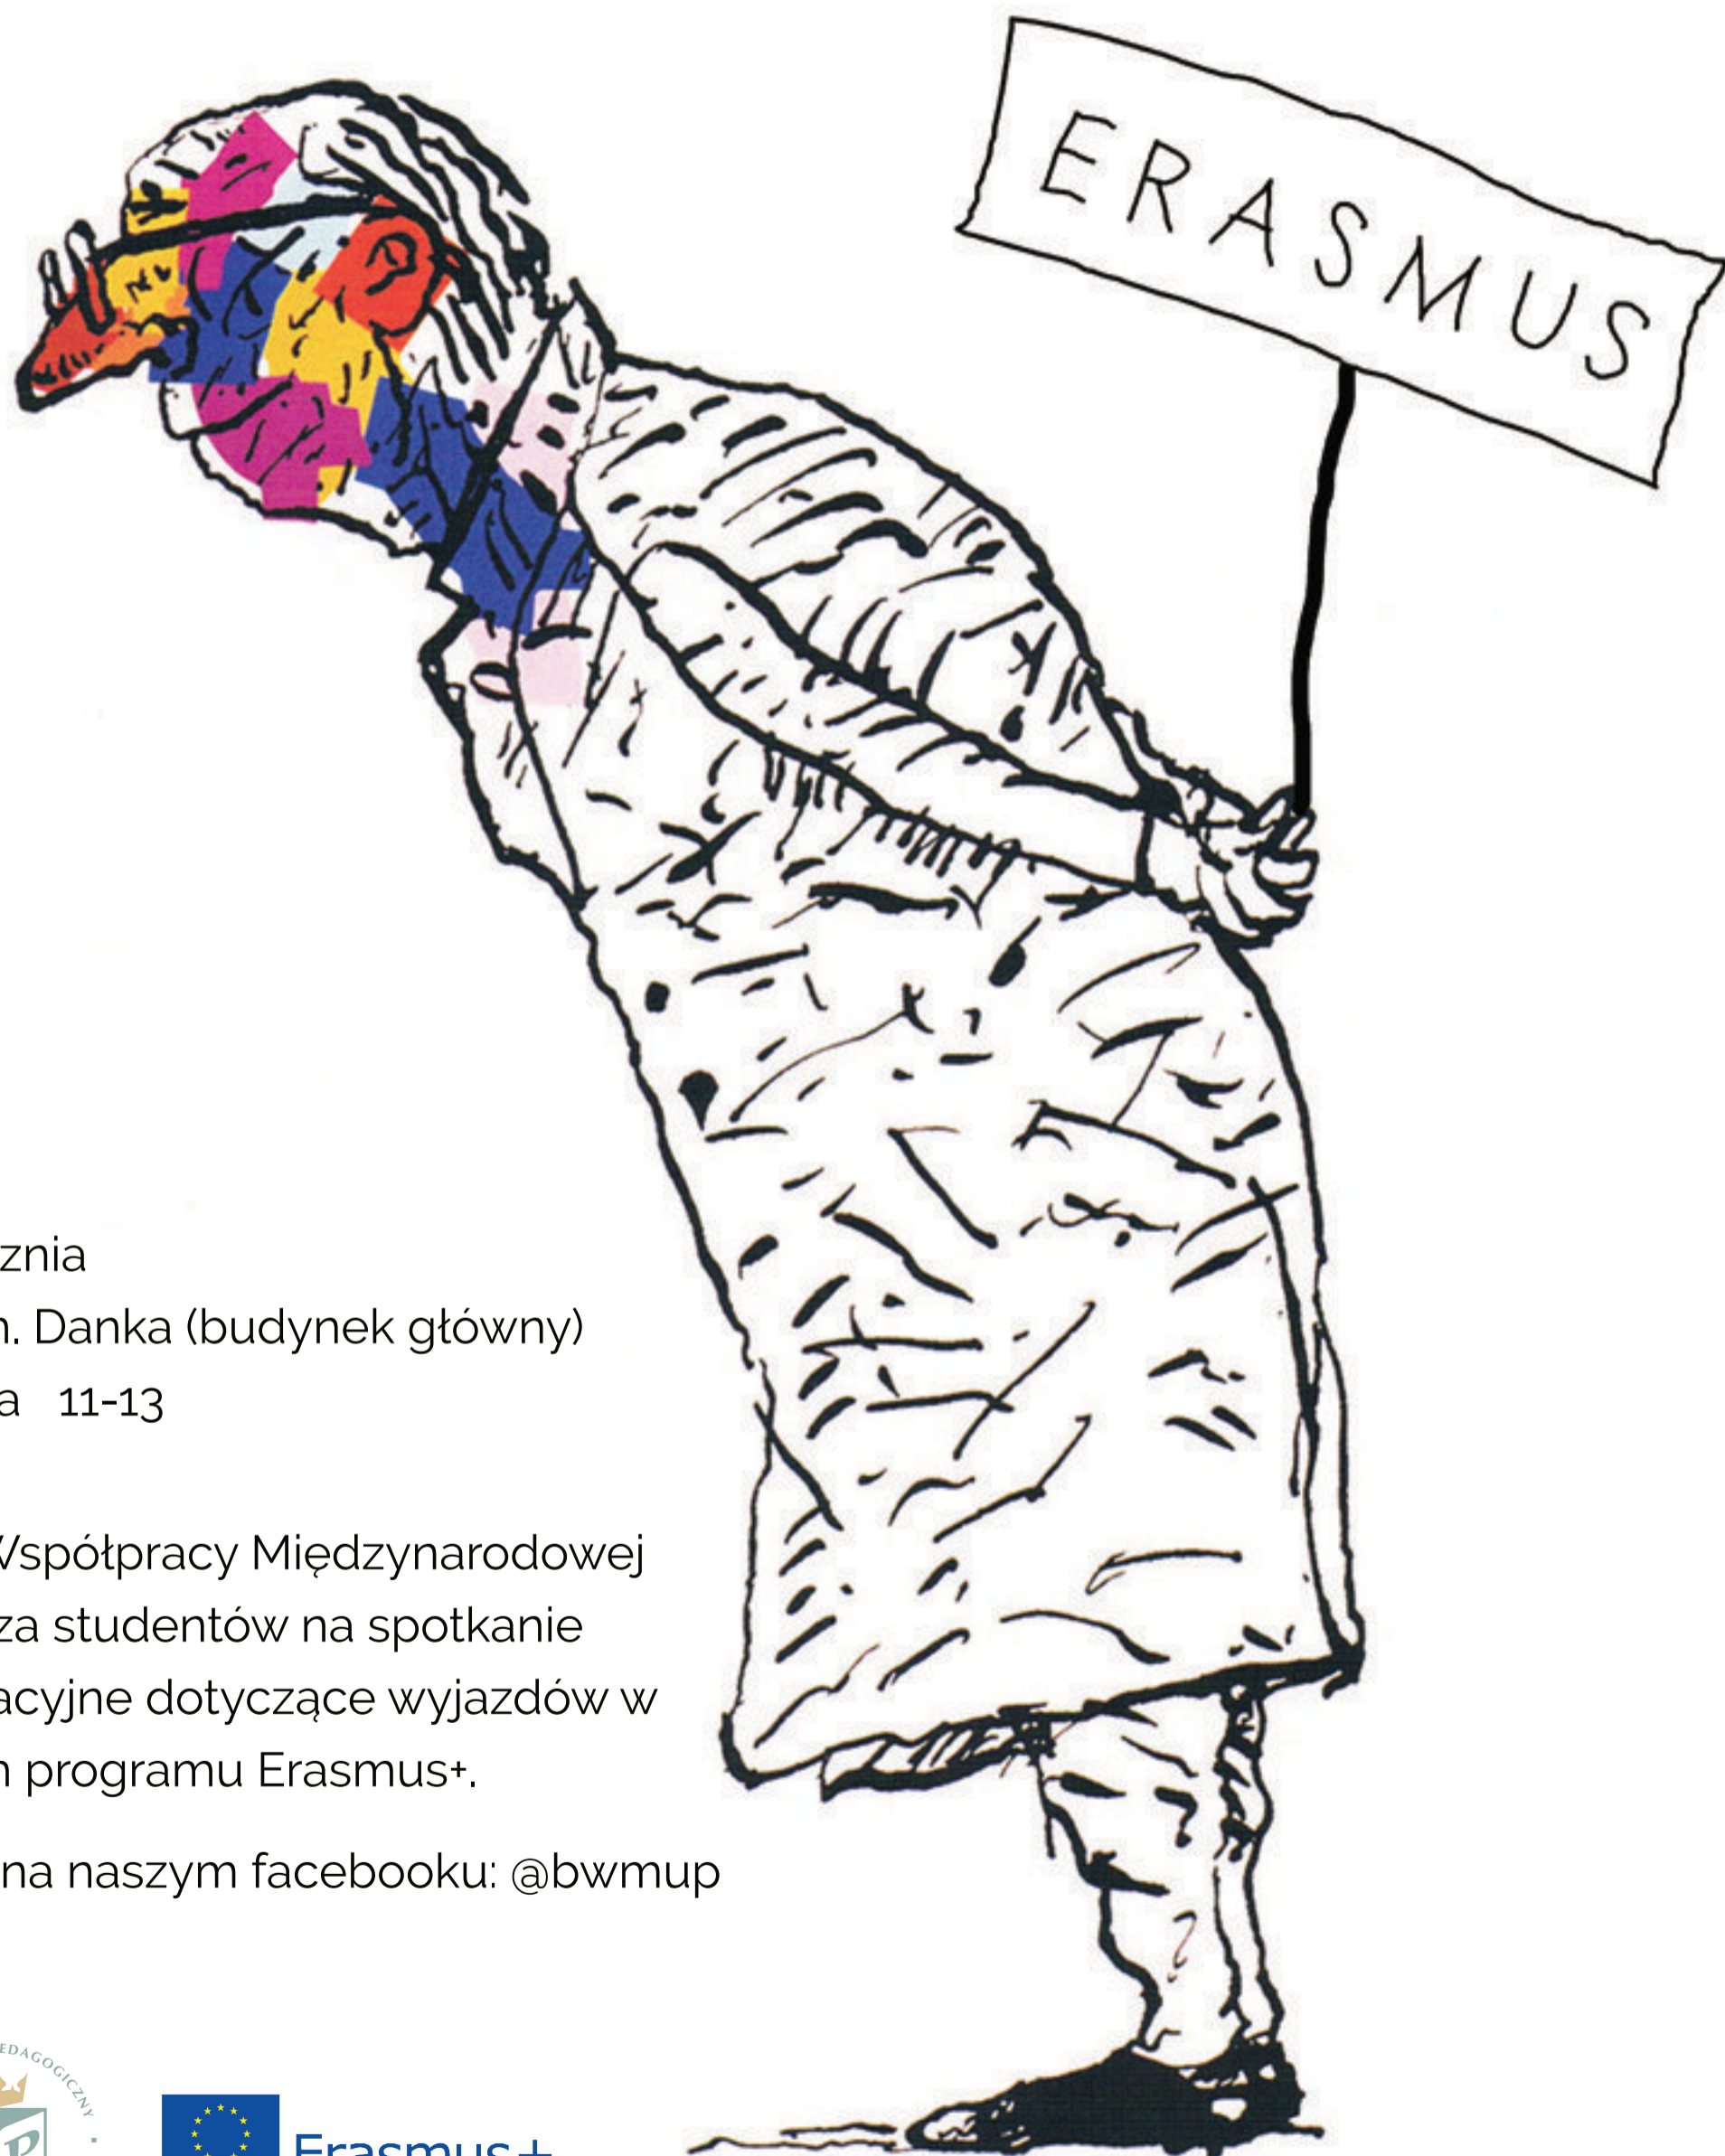 ERASMUS
znia
. Danka (budynek główny)
a 11-13
Współpracy Międzynarodowej
za studentów na spotkanie
acyjne dotyczące wyjazdów w
programu Erasmus+.
na naszym facebooku: @bwmup
EDAGOGICZNY
Erasmus+